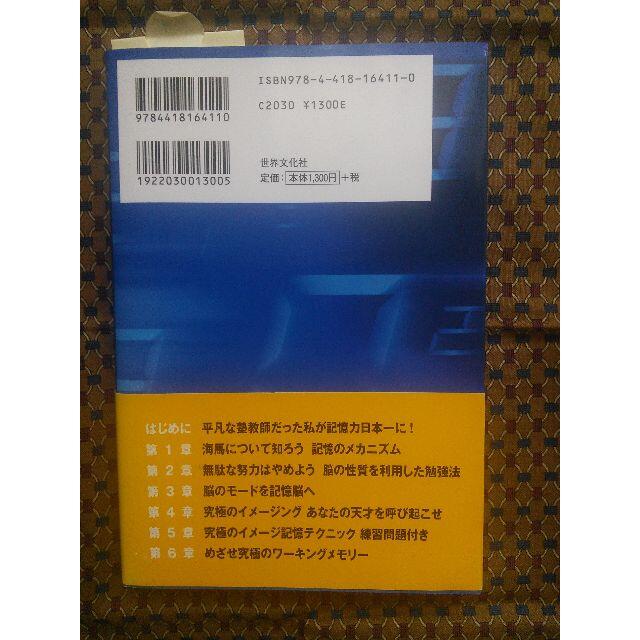 ISBN978-4-418-16411-0
C2030 ¥1300E
9784418164110
1922030013005
世界文化社
定価：本体1,300円+税
はじめに 平凡な塾教師だった私が記憶力日本一に！
第1章 海馬について知ろう 記憶のメカニズム
第2章 無駄な努力はやめよう 脳の性質を利用した勉強法
第3章 脳のモードを記憶脳へ
第4章 究極のイメージング あなたの天才を呼び起こせ
第5章 究極のイメージ記憶テクニック 練習問題付き
第6章 めざせ究極のワーキングメモリー